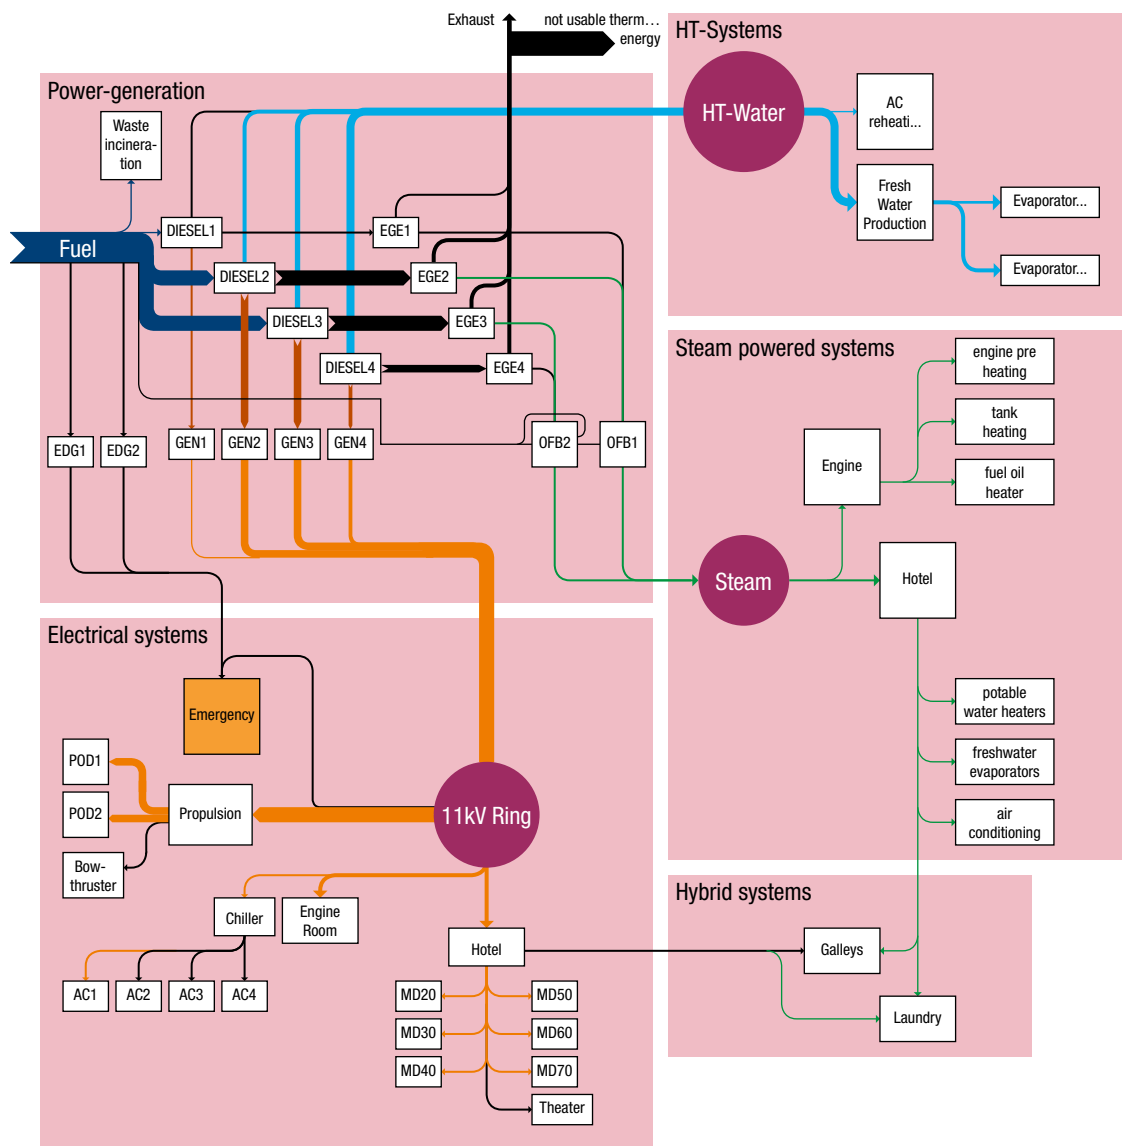 Exhaust
not usable therm…
energy
HT-Systems
Power-generation
Waste
incinera-
tion
HT-Water
AC
reheati...
Fresh
Water
Production
Evaporator...
Evaporator...
Fuel
DIESEL1
EGE1
DIESEL2
EGE2
DIESEL3
EGE3
DIESEL4
EGE4
EDG1
EDG2
GEN1
GEN2
GEN3
GEN4
OFB2
OFB1
Steam powered systems
engine pre
heating
tank
heating
Engine
fuel oil
heater
Steam
Hotel
potable
water heaters
freshwater
evaporators
air
conditioning
Electrical systems
Emergency
POD1
POD2
Propulsion
11kV Ring
Bow-
thruster
Chiller
Engine
Room
Hotel
AC1
AC2
AC3
AC4
MD20
MD50
MD30
MD60
MD40
MD70
Theater
Hybrid systems
Galleys
Laundry